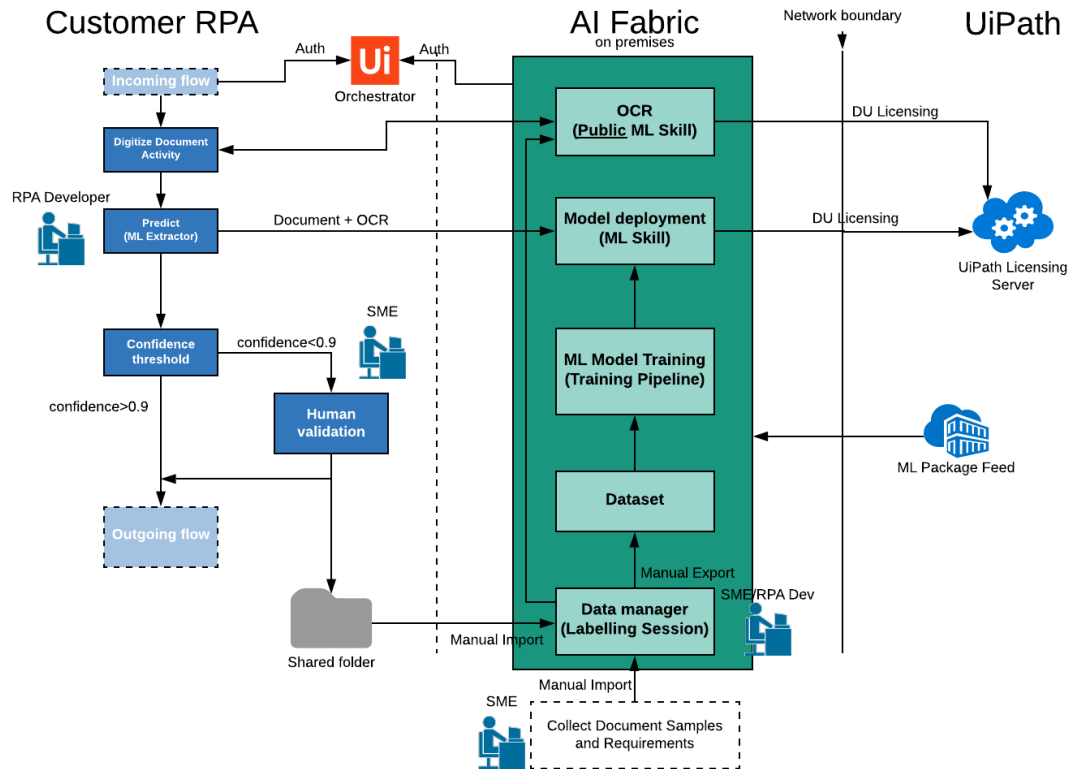 Customer RPA
AI Fabric
on premises
Network boundary
UiPath
Auth
Ui
Orchestrator
Auth
Incoming flow
Digitize Document
Activity
RPA Developer
Predict
(ML Extractor)
Document + OCR
Confidence
threshold
confidence<0.9
SME
confidence>0.9
Human
validation
Outgoing flow
Shared folder
Manual Import
OCR
(Public ML Skill)
DU Licensing
Model deployment
(ML Skill)
DU Licensing
UiPath Licensing
Server
ML Model Training
(Training Pipeline)
ML Package Feed
Dataset
Manual Export
SME/RPA Dev
Data manager
(Labelling Session)
Manual Import
SME
Collect Document Samples
and Requirements